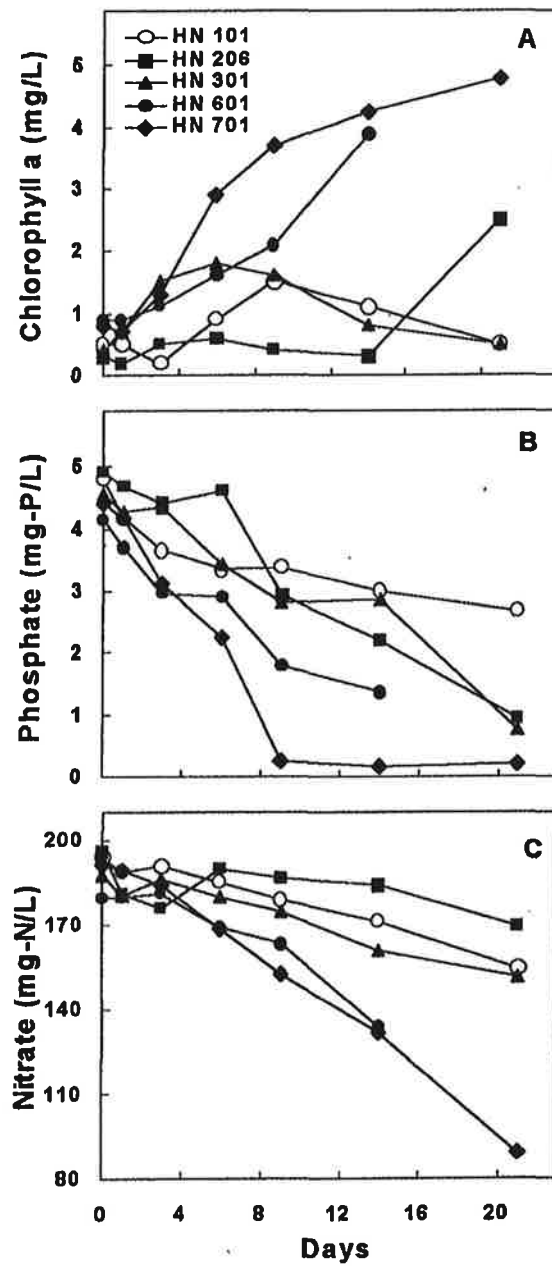 A
HN 101
HN 206
HN 301
HN 601
HN 701
Chlorophyll a (mg/L)
5
4
3
2
1
0
B
Phosphate (mg-P/L)
5
4
3
2
1
0
C
Nitrate (mg-N/L)
200
170
140
110
80
0 4 8 12 16 20
Days